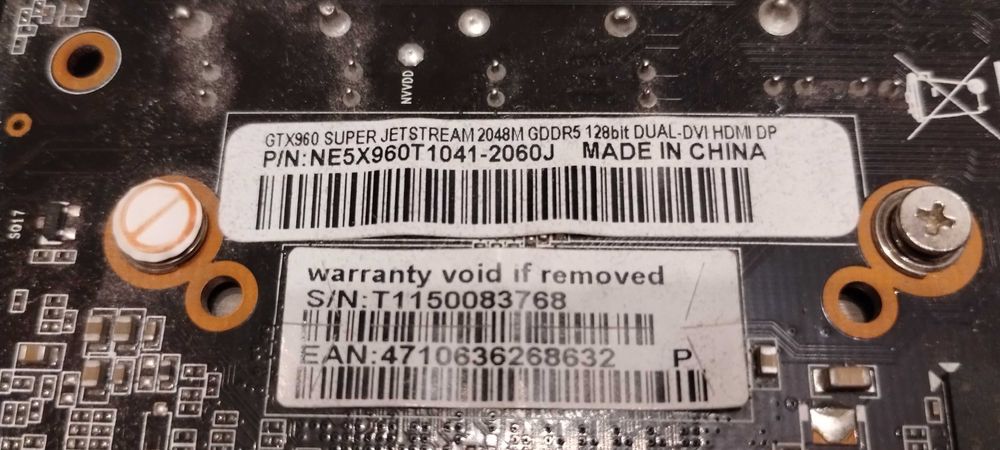 NVVDD
GTX960 SUPER JETSTREAM 2048M GDDR5 128bit DUAL-DVI HDMI DP
P/N:NE5X960T1041-2060J MADE IN CHINA
SQ17
warranty void if removed
S/N:T1150083768
EAN:4710636268632 P